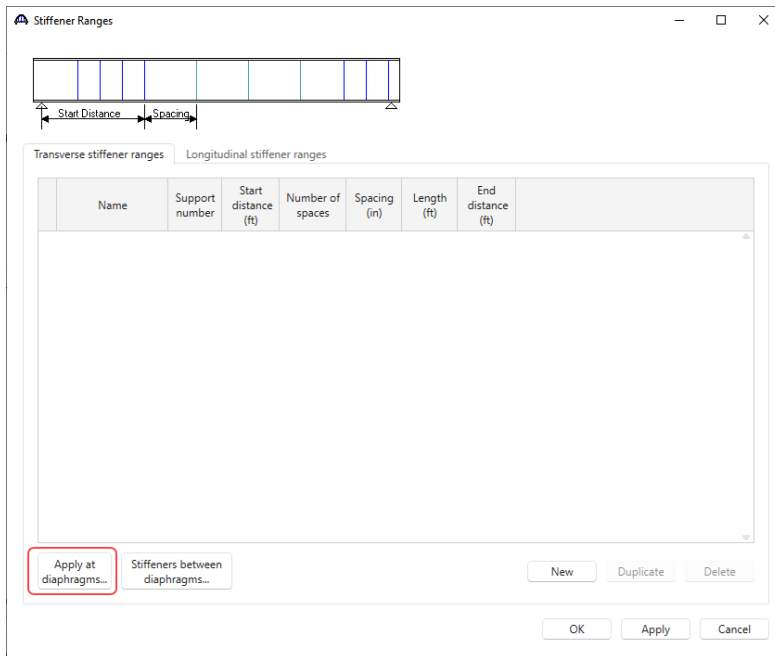 Stiffener Ranges
Start Distance
Spacing
Transverse stiffener ranges
Longitudinal stiffener ranges
Name
Support
number
Start
distance
(ft)
Number of
spaces
Spacing
(in)
Length
(ft)
End
distance
(ft)
Apply at
diaphragms...
Stiffeners between
diaphragms...
New
Duplicate
Delete
OK
Apply
Cancel